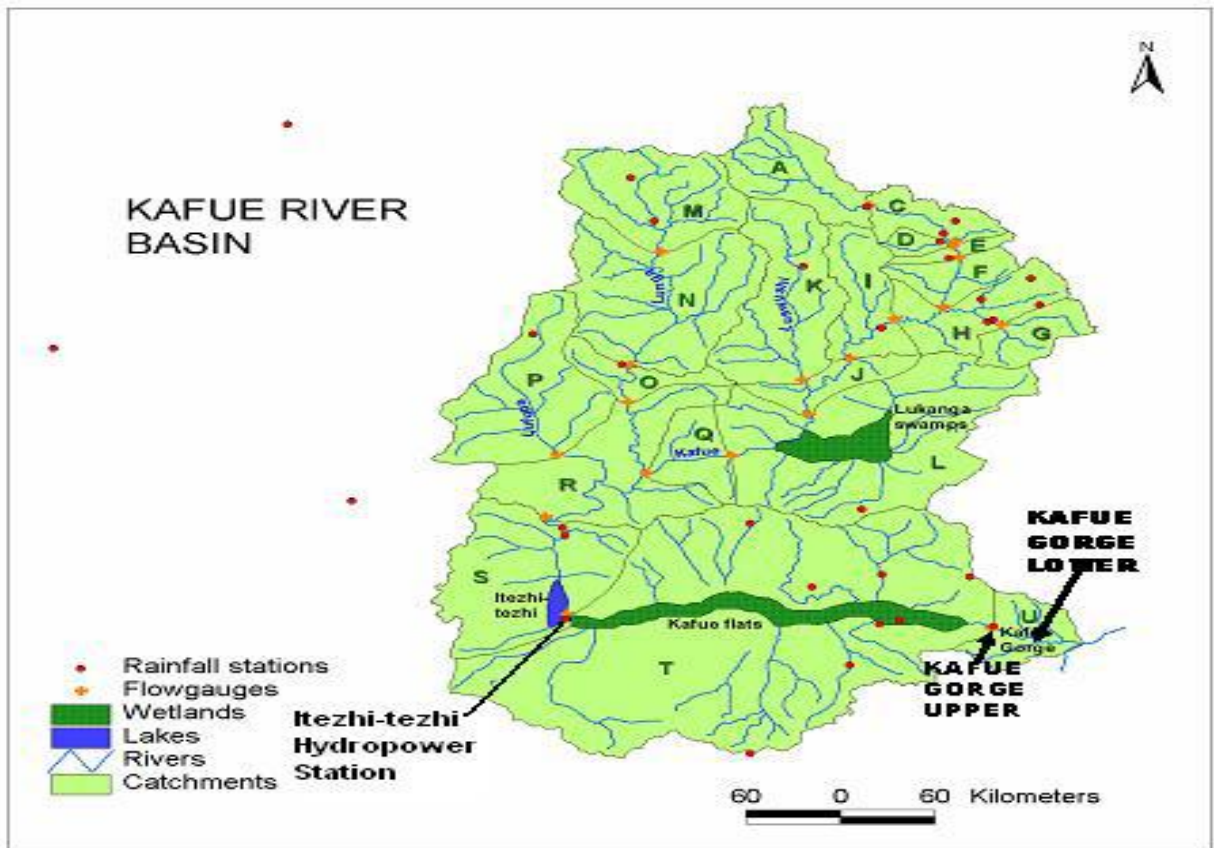 N
KAFUE RIVER
BASIN
A
M
C
D
E
F
Lunga
N
K
I
H
G
P
O
J
Q
Kafue
Lukanga
swamps
L
R
KAFUE
GORGE
LOWER
S
Itezhi-
tezhi
Kafue flats
U
Kafue
Gorge
T
KAFUE
GORGE
UPPER
Rainfall stations
Flowgauges
Wetlands
Lakes
Rivers
Catchments
Itezhi-tezhi
Hydropower
Station
60 0 60 Kilometers